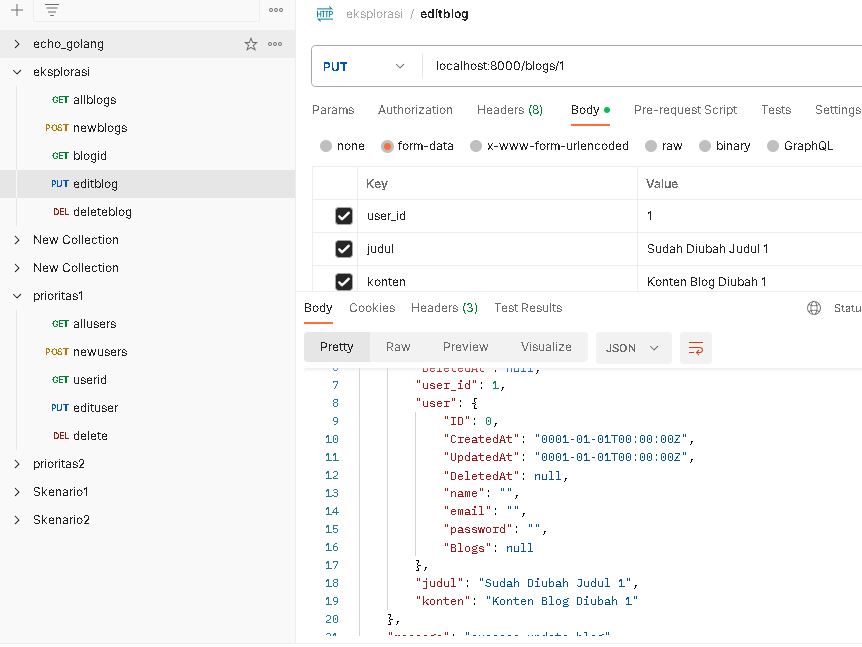 echo_golang
eksplorasi
GET allblogs
POST newblogs
GET blogid
PUT editblog
DEL deleteblog
New Collection
New Collection
prioritas1
GET allusers
POST newusers
GET userid
PUT edituser
DEL delete
prioritas2
Skenario1
Skenario2
HTTP eksplorasi / editblog
PUT localhost:8000/blogs/1
Params Authorization Headers (8) Body Pre-request Script Tests Settings
none form-data x-www-form-urlencoded raw binary GraphQL
Key Value
user_id 1
judul Sudah Diubah Judul 1
konten Konten Blog Diubah 1
Body Cookies Headers (3) Test Results Statu
Pretty Raw Preview Visualize JSON
6 "DeletedAt": null,
7 "user_id": 1,
8 "user": {
9 "ID": 0,
10 "CreatedAt": "0001-01-01T00:00:00Z",
11 "UpdatedAt": "0001-01-01T00:00:00Z",
12 "DeletedAt": null,
13 "name": "",
14 "email": "",
15 "password": "",
16 "Blogs": null
17 },
18 "judul": "Sudah Diubah Judul 1",
19 "konten": "Konten Blog Diubah 1"
20 },
21 "message": "success update blog"